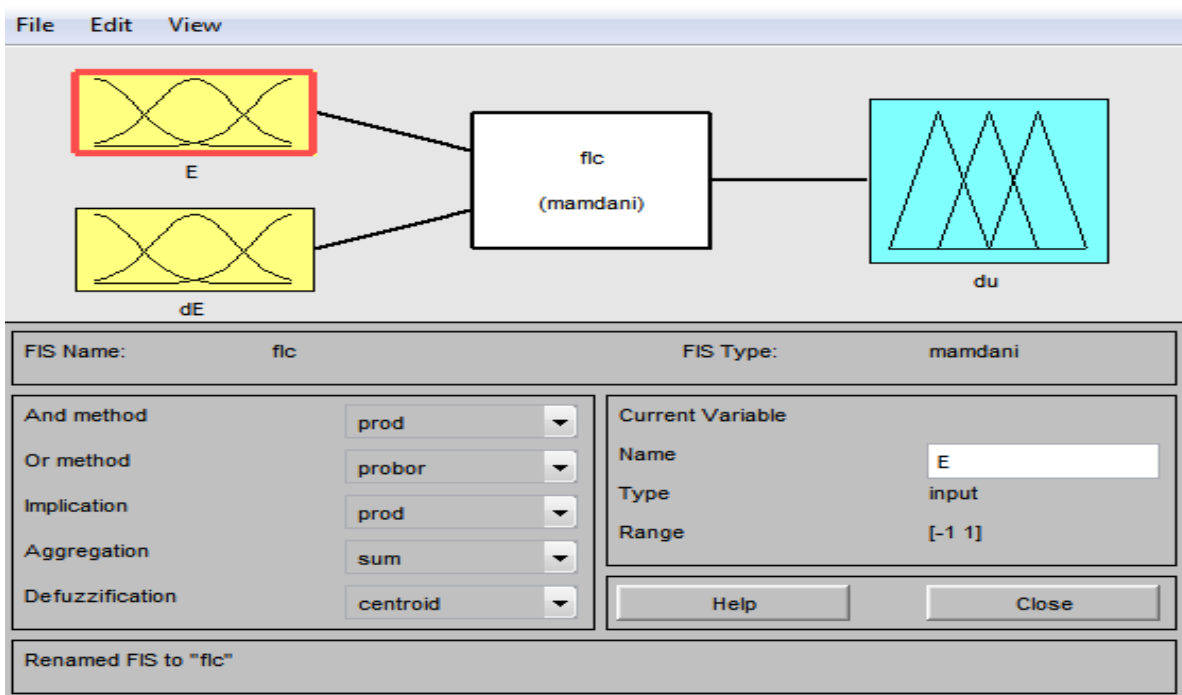 File Edit View
E
dE
flc
(mamdani)
du
FIS Name: flc FIS Type: mamdani
And method prod
Or method probor
Implication prod
Aggregation sum
Defuzzification centroid
Current Variable
Name E
Type input
Range [-1 1]
Help Close
Renamed FIS to "flc"